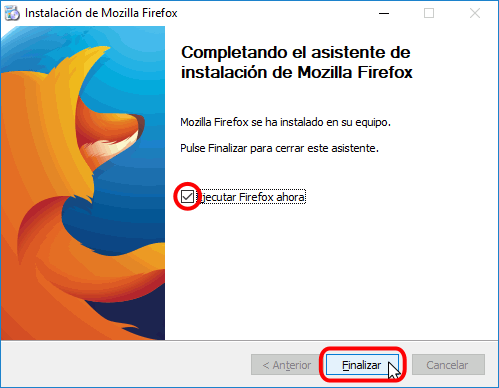 Instalación de Mozilla Firefox
Completando el asistente de
instalación de Mozilla Firefox
Mozilla Firefox se ha instalado en su equipo.
Pulse Finalizar para cerrar este asistente.
Ejecutar Firefox ahora
< Anterior
Finalizar
Cancelar